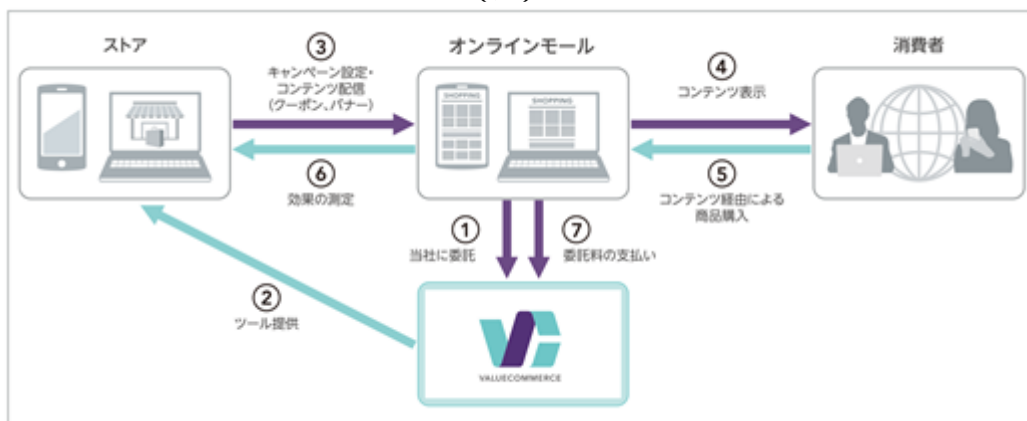 ストア
③
キャンペーン設定・
コンテンツ配信
(クーポン、バナー)
オンラインモール
④
コンテンツ表示
消費者
SHOPPING
SHOPPING
⑥
効果の測定
⑤
コンテンツ経由による
商品購入
①
当社に委託
⑦
委託料の支払い
②
ツール提供
VALUECOMMERCE